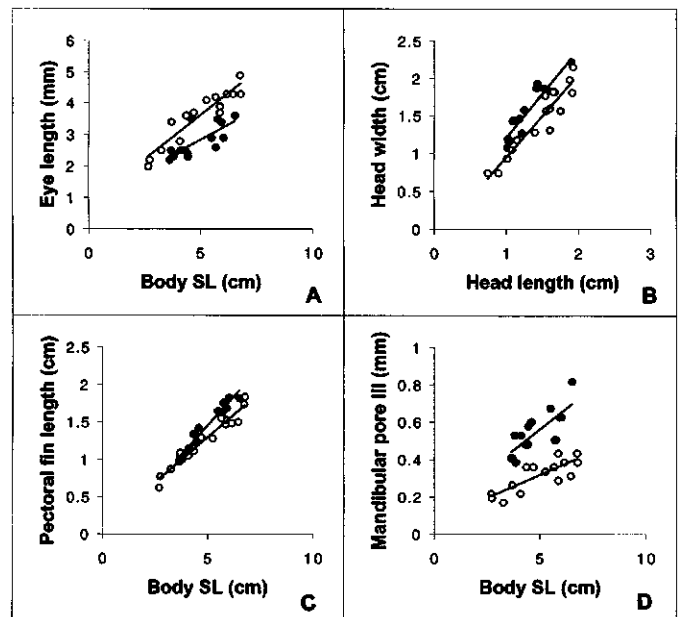 Eye length (mm)
6
5
4
3
2
1
0
0 5 10
Body SL (cm)
A
Head width (cm)
2.5
2
1.5
1
0.5
0
0 1 2 3
Head length (cm)
B
Pectoral fin length (cm)
2.5
2
1.5
1
0.5
0
0 5 10
Body SL (cm)
C
Mandibular pore III (mm)
1
0.8
0.6
0.4
0.2
0
0 5 10
Body SL (cm)
D